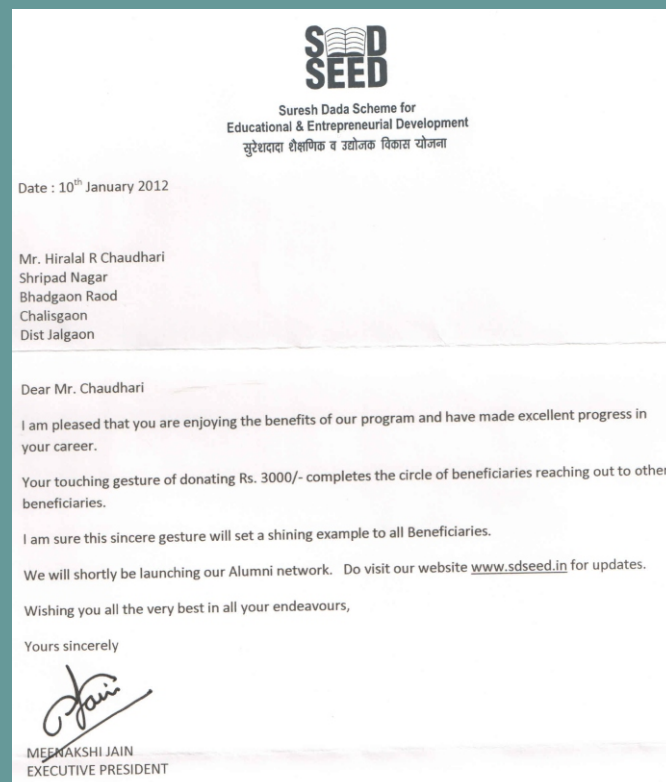 SD
SEED
Suresh Dada Scheme for
Educational & Entrepreneurial Development
सुरेशदादा शैक्षणिक व उद्योजक विकास योजना
Date : 10th January 2012
Mr. Hiralal R Chaudhari
Shripad Nagar
Bhadgaon Raod
Chalisgaon
Dist Jalgaon
Dear Mr. Chaudhari
I am pleased that you are enjoying the benefits of our program and have made excellent progress in
your career.
Your touching gesture of donating Rs. 3000/- completes the circle of beneficiaries reaching out to other
beneficiaries.
I am sure this sincere gesture will set a shining example to all Beneficiaries.
We will shortly be launching our Alumni network. Do visit our website www.sdseed.in for updates.
Wishing you all the very best in all your endeavours,
Yours sincerely
Jain
MEENAKSHI JAIN
EXECUTIVE PRESIDENT